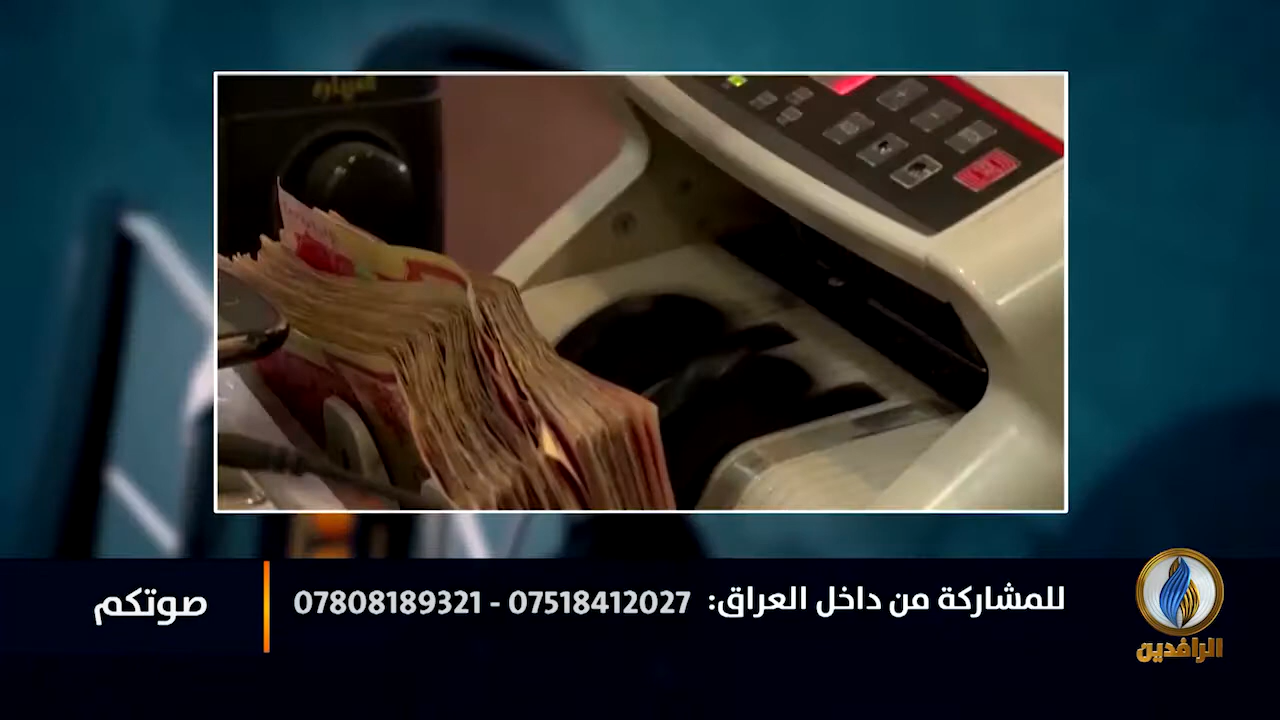 للمشاركة من داخل العراق: 07518412027 - 07808189321
صوتكم
الرافدين